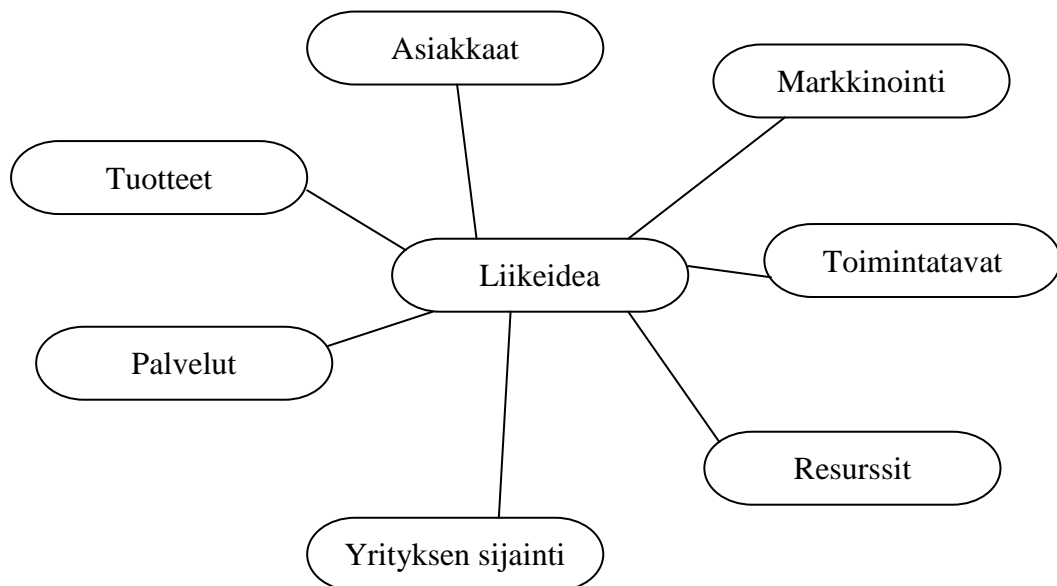 Asiakkaat
Markkinointi
Tuotteet
Toimintatavat
Liikeidea
Palvelut
Resurssit
Yrityksen sijainti